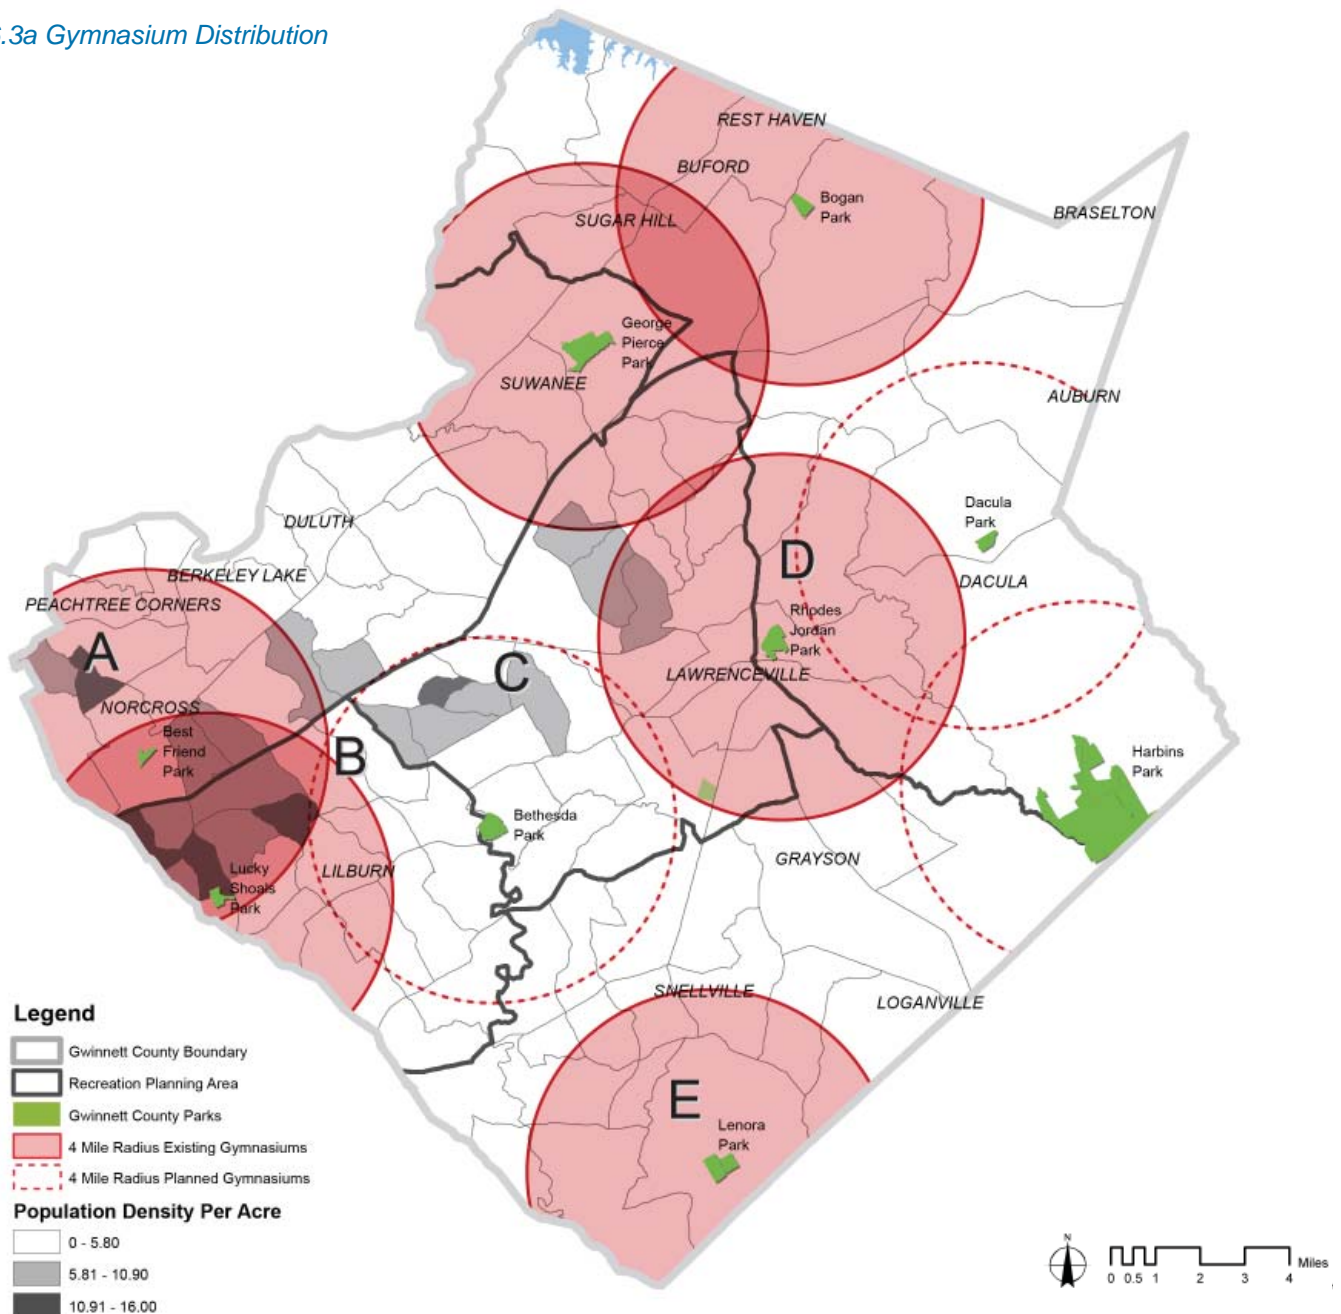 .3a Gymnasium Distribution
REST HAVEN
BUFORD
Bogan
Park
BRASELTON
SUGAR HILL
George
Pierce
Park
SUWANEE
AUBURN
Dacula
Park
DULUTH
D
BERKELEY LAKE
DACULA
PEACHTREE CORNERS
Rhodes
Jordan
Park
A
C
LAWRENCEVILLE
NORCROSS
Best
Friend
Park
B
Harbins
Park
Bethesda
Park
GRAYSON
LILBURN
Lucky
Shoals
Park
SNELLVILLE
LOGANVILLE
E
Lenora
Park
Legend
Gwinnett County Boundary
Recreation Planning Area
Gwinnett County Parks
4 Mile Radius Existing Gymnasiums
4 Mile Radius Planned Gymnasiums
Population Density Per Acre
0 - 5.80
5.81 - 10.90
10.91 - 16.00
N
0 0.5 1 2 3 4 Miles